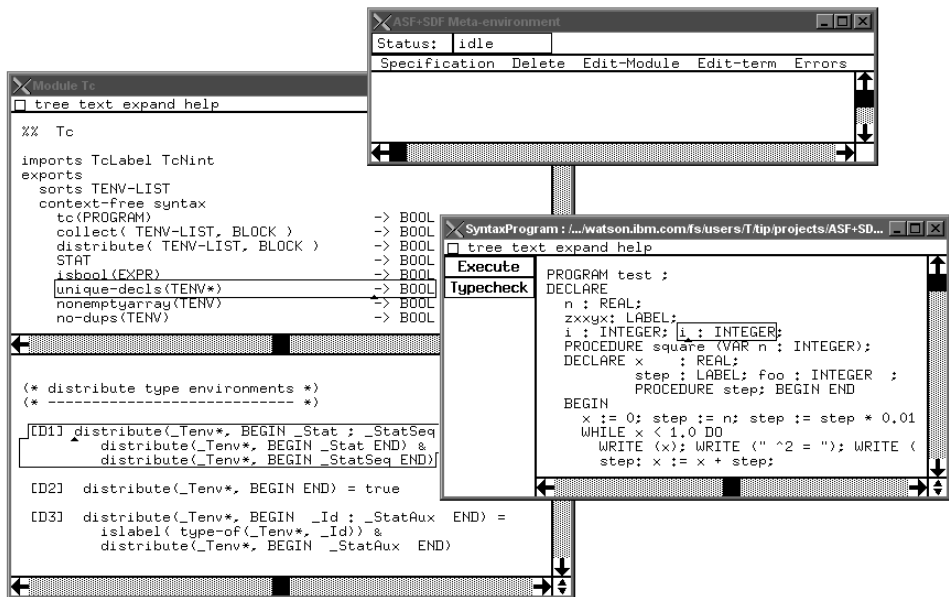 ASF+SDF Meta-environment
Status: idle
Specification Delete Edit-Module Edit-term Errors
Module Tc
tree text expand help
%% Tc
imports TcLabel TcNint
exports
sorts TENV-LIST
context-free syntax
tc(PROGRAM) -> BOOL
collect( TENV-LIST, BLOCK ) -> BOOL
distribute( TENV-LIST, BLOCK ) -> BOOL
STAT -> BOOL
isbool(EXPR) -> BOOL
unique-decls(TENV*) -> BOOL
nonemptyarray(TENV) -> BOOL
no-dups(TENV) -> BOOL
(* distribute type environments *)
(* ---------------------------- *)
[D1] distribute(_Tenv*, BEGIN _Stat ; _StatSeq
distribute(_Tenv*, BEGIN _Stat END) &
distribute(_Tenv*, BEGIN _StatSeq END)
[D2] distribute(_Tenv*, BEGIN END) = true
[D3] distribute(_Tenv*, BEGIN _Id : _StatAux END) =
islabel( type-of(_Tenv*, _Id)) &
distribute(_Tenv*, BEGIN _StatAux END)
SyntaxProgram : /.../watson.ibm.com/fs/users/T/tip/projects/ASF+SD...
tree text expand help
Execute
Typecheck
PROGRAM test ;
DECLARE
n : REAL;
zxxyx: LABEL;
i : INTEGER; i : INTEGER;
PROCEDURE square (VAR n : INTEGER);
DECLARE x : REAL;
step : LABEL; foo : INTEGER ;
PROCEDURE step; BEGIN END
BEGIN
x := 0; step := n; step := step * 0.01
WHILE x < 1.0 DO
WRITE (x); WRITE (" ^2 = "); WRITE (
step: x := x + step;